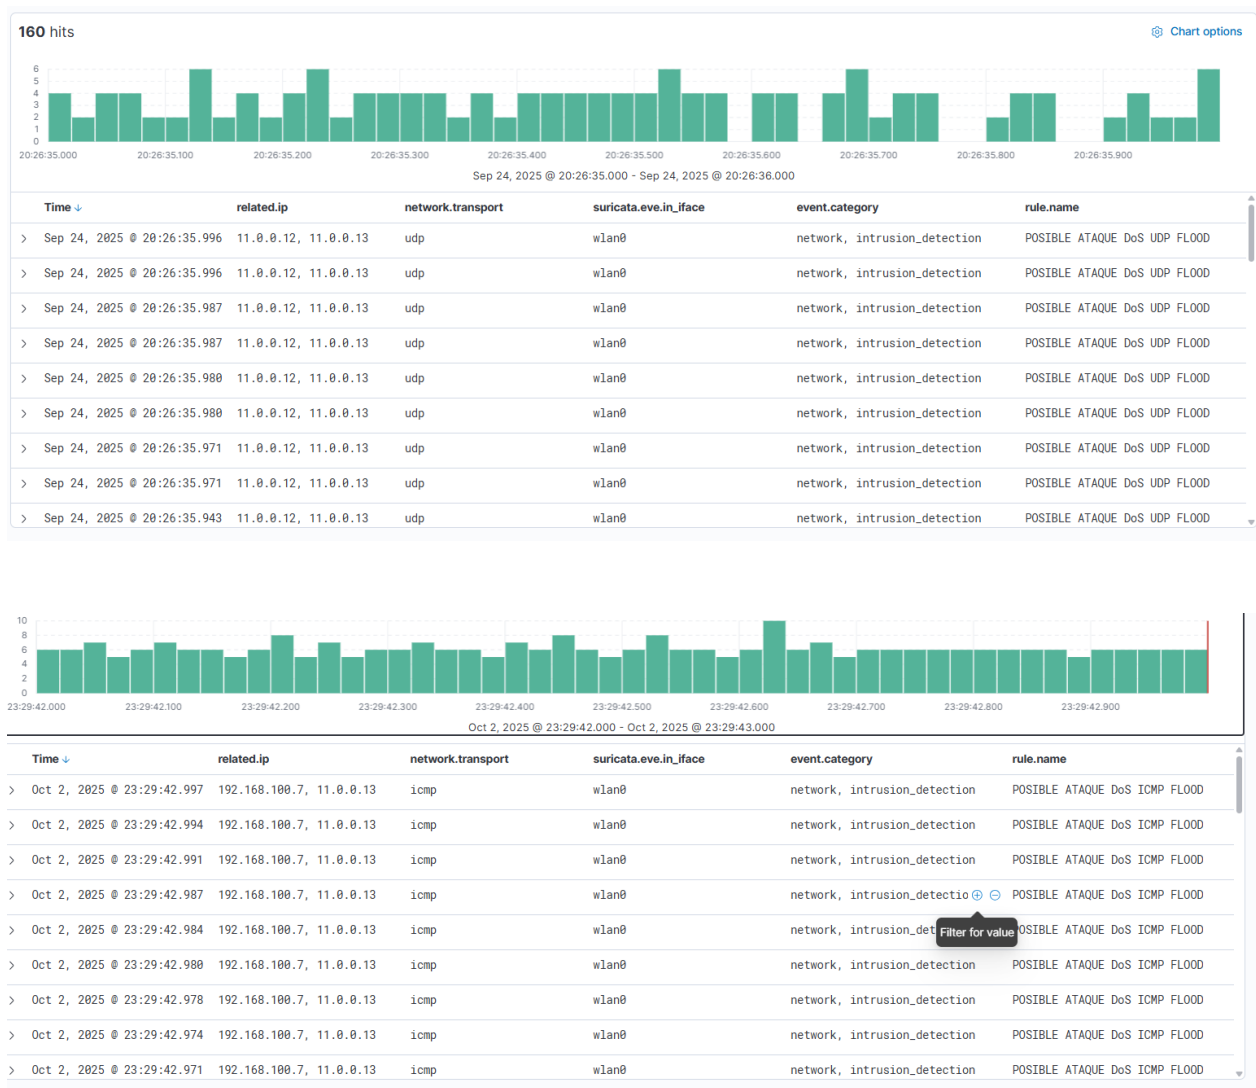 160 hits
Chart options
6
5
4
3
2
1
0
20:26:35.000 20:26:35.100 20:26:35.200 20:26:35.300 20:26:35.400 20:26:35.500 20:26:35.600 20:26:35.700 20:26:35.800 20:26:35.900
Sep 24, 2025 @ 20:26:35.000 - Sep 24, 2025 @ 20:26:36.000
Time related.ip network.transport suricata.eve.in_iface event.category rule.name
Sep 24, 2025 @ 20:26:35.996 11.0.0.12, 11.0.0.13 udp wlan0 network, intrusion_detection POSIBLE ATAQUE DoS UDP FLOOD
Sep 24, 2025 @ 20:26:35.996 11.0.0.12, 11.0.0.13 udp wlan0 network, intrusion_detection POSIBLE ATAQUE DoS UDP FLOOD
Sep 24, 2025 @ 20:26:35.987 11.0.0.12, 11.0.0.13 udp wlan0 network, intrusion_detection POSIBLE ATAQUE DoS UDP FLOOD
Sep 24, 2025 @ 20:26:35.987 11.0.0.12, 11.0.0.13 udp wlan0 network, intrusion_detection POSIBLE ATAQUE DoS UDP FLOOD
Sep 24, 2025 @ 20:26:35.980 11.0.0.12, 11.0.0.13 udp wlan0 network, intrusion_detection POSIBLE ATAQUE DoS UDP FLOOD
Sep 24, 2025 @ 20:26:35.980 11.0.0.12, 11.0.0.13 udp wlan0 network, intrusion_detection POSIBLE ATAQUE DoS UDP FLOOD
Sep 24, 2025 @ 20:26:35.971 11.0.0.12, 11.0.0.13 udp wlan0 network, intrusion_detection POSIBLE ATAQUE DoS UDP FLOOD
Sep 24, 2025 @ 20:26:35.971 11.0.0.12, 11.0.0.13 udp wlan0 network, intrusion_detection POSIBLE ATAQUE DoS UDP FLOOD
Sep 24, 2025 @ 20:26:35.943 11.0.0.12, 11.0.0.13 udp wlan0 network, intrusion_detection POSIBLE ATAQUE DoS UDP FLOOD
10
8
6
4
2
0
23:29:42.000 23:29:42.100 23:29:42.200 23:29:42.300 23:29:42.400 23:29:42.500 23:29:42.600 23:29:42.700 23:29:42.800 23:29:42.900
Oct 2, 2025 @ 23:29:42.000 - Oct 2, 2025 @ 23:29:43.000
Time related.ip network.transport suricata.eve.in_iface event.category rule.name
Oct 2, 2025 @ 23:29:42.997 192.168.100.7, 11.0.0.13 icmp wlan0 network, intrusion_detection POSIBLE ATAQUE DoS ICMP FLOOD
Oct 2, 2025 @ 23:29:42.994 192.168.100.7, 11.0.0.13 icmp wlan0 network, intrusion_detection POSIBLE ATAQUE DoS ICMP FLOOD
Oct 2, 2025 @ 23:29:42.991 192.168.100.7, 11.0.0.13 icmp wlan0 network, intrusion_detection POSIBLE ATAQUE DoS ICMP FLOOD
Oct 2, 2025 @ 23:29:42.987 192.168.100.7, 11.0.0.13 icmp wlan0 network, intrusion_detectio POSIBLE ATAQUE DoS ICMP FLOOD
Oct 2, 2025 @ 23:29:42.984 192.168.100.7, 11.0.0.13 icmp wlan0 network, intrusion_det OSIBLE ATAQUE DoS ICMP FLOOD
Filter for value
Oct 2, 2025 @ 23:29:42.980 192.168.100.7, 11.0.0.13 icmp wlan0 network, intrusion_detection POSIBLE ATAQUE DoS ICMP FLOOD
Oct 2, 2025 @ 23:29:42.978 192.168.100.7, 11.0.0.13 icmp wlan0 network, intrusion_detection POSIBLE ATAQUE DoS ICMP FLOOD
Oct 2, 2025 @ 23:29:42.974 192.168.100.7, 11.0.0.13 icmp wlan0 network, intrusion_detection POSIBLE ATAQUE DoS ICMP FLOOD
Oct 2, 2025 @ 23:29:42.971 192.168.100.7, 11.0.0.13 icmp wlan0 network, intrusion_detection POSIBLE ATAQUE DoS ICMP FLOOD